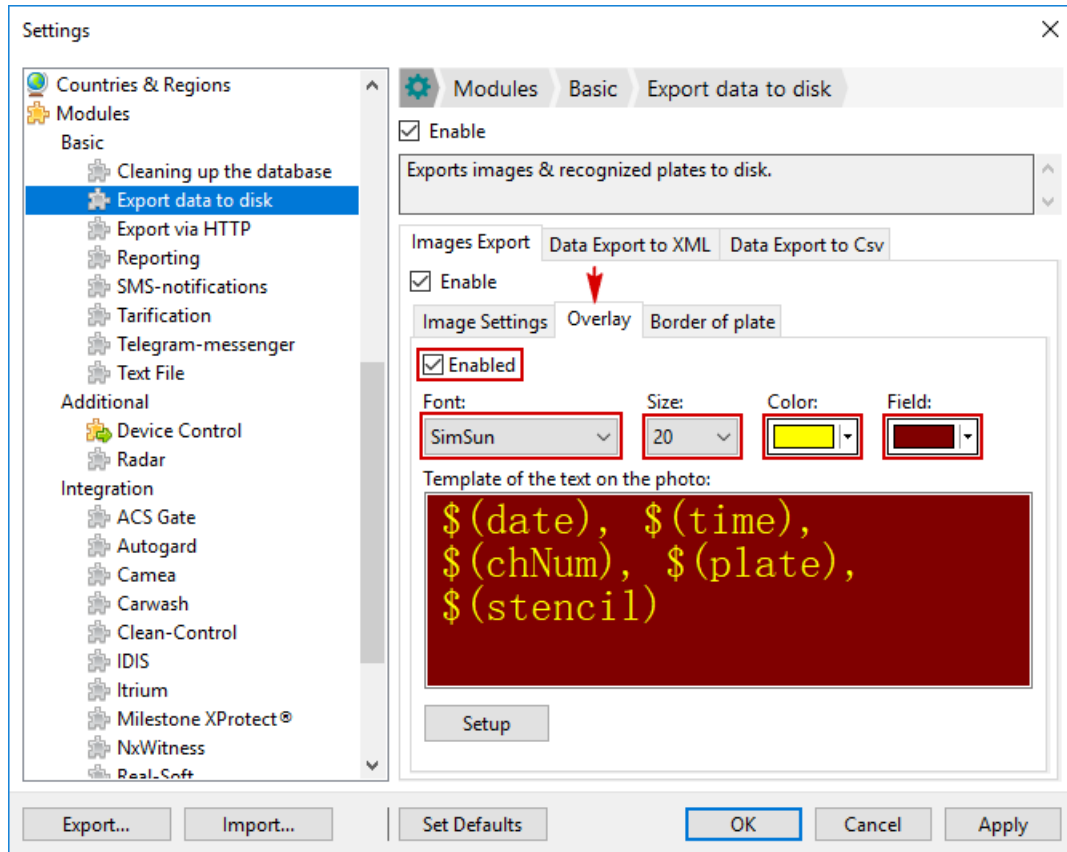 Settings
Countries & Regions
Modules
Basic
Cleaning up the database
Export data to disk
Export via HTTP
Reporting
SMS-notifications
Tarification
Telegram-messenger
Text File
Additional
Device Control
Radar
Integration
ACS Gate
Autogard
Camea
Carwash
Clean-Control
IDIS
Itrium
Milestone XProtect®
NxWitness
Real-Soft
Modules Basic Export data to disk
Enable
Exports images & recognized plates to disk.
Images Export Data Export to XML Data Export to Csv
Enable
Image Settings Overlay Border of plate
Enabled
Font: Size: Color: Field:
SimSun 20
Template of the text on the photo:
$(date), $(time),
$(chNum), $(plate),
$(stencil)
Setup
Export... Import... Set Defaults OK Cancel Apply